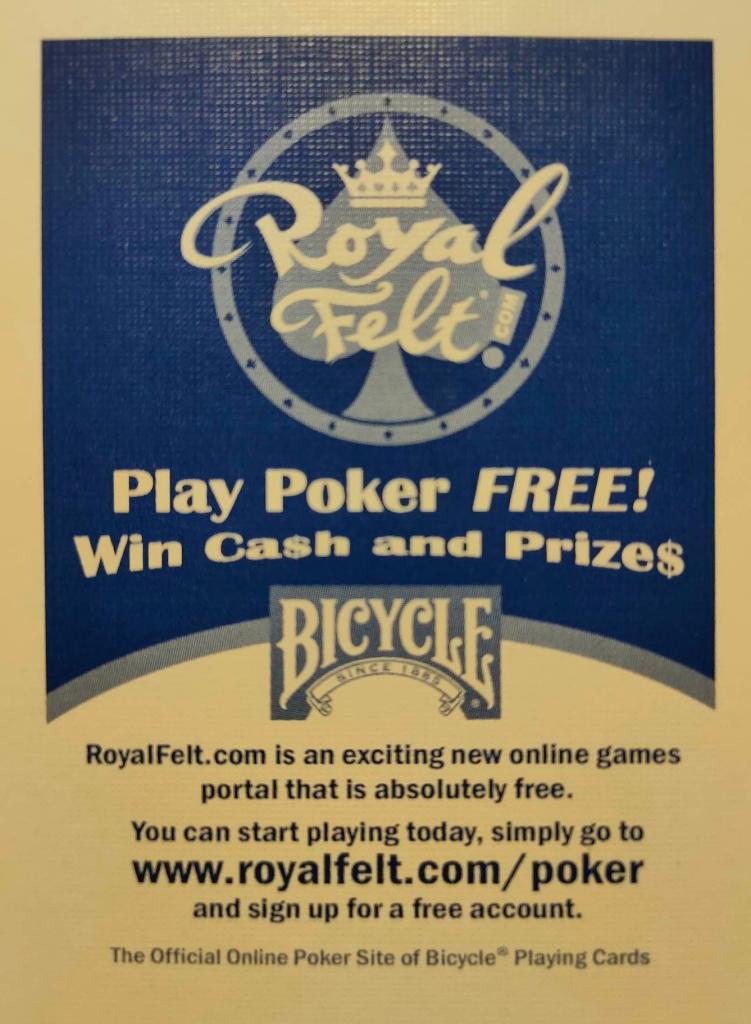 Royal
Felt.COM
Play Poker FREE!
Win Ca$h and Prize$
BICYCLE®
SINCE 1885
RoyalFelt.com is an exciting new online games
portal that is absolutely free.
You can start playing today, simply go to
www.royalfelt.com/poker
and sign up for a free account.
The Official Online Poker Site of Bicycle® Playing Cards